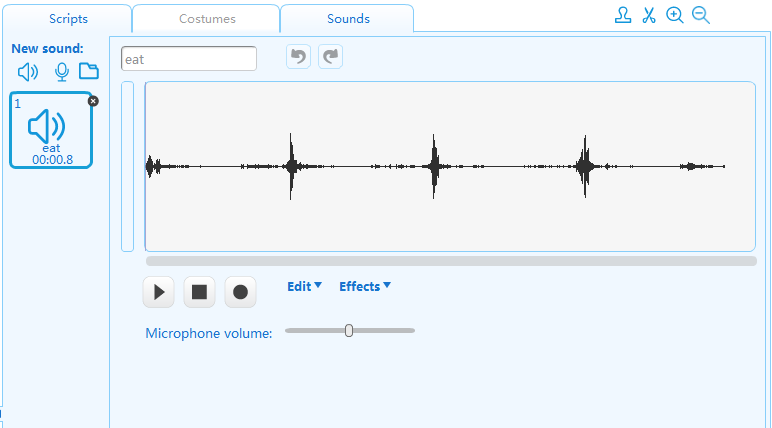 Scripts
Costumes
Sounds
New sound:
eat
1
eat
00:00.8
Edit
Effects
Microphone volume: